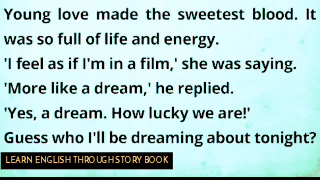 Young love made the sweetest blood. It
was so full of life and energy.
'I feel as if I'm in a film,' she was saying.
'More like a dream,' he replied.
'Yes, a dream. How lucky we are!'
Guess who I'll be dreaming about tonight?
LEARN ENGLISH THROUGH STORY BOOK